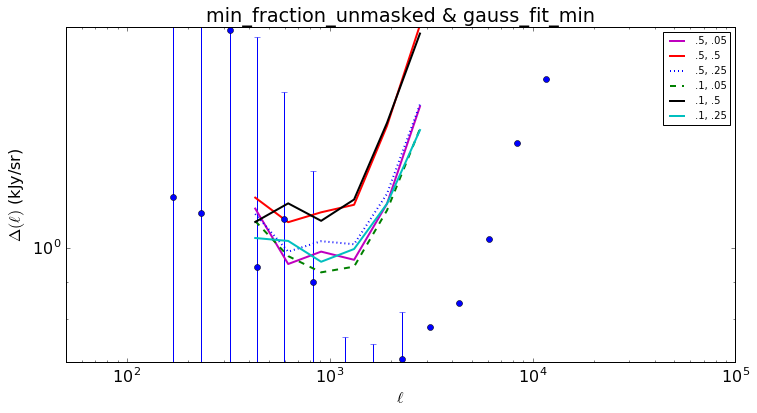 min_fraction_unmasked & gauss_fit_min
.5, .05
.5, .5
.5, .25
.1, .05
.1, .5
.1, .25
Δ(ℓ) (kJy/sr)
10⁰
10² 10³ 10⁴ 10⁵
ℓ